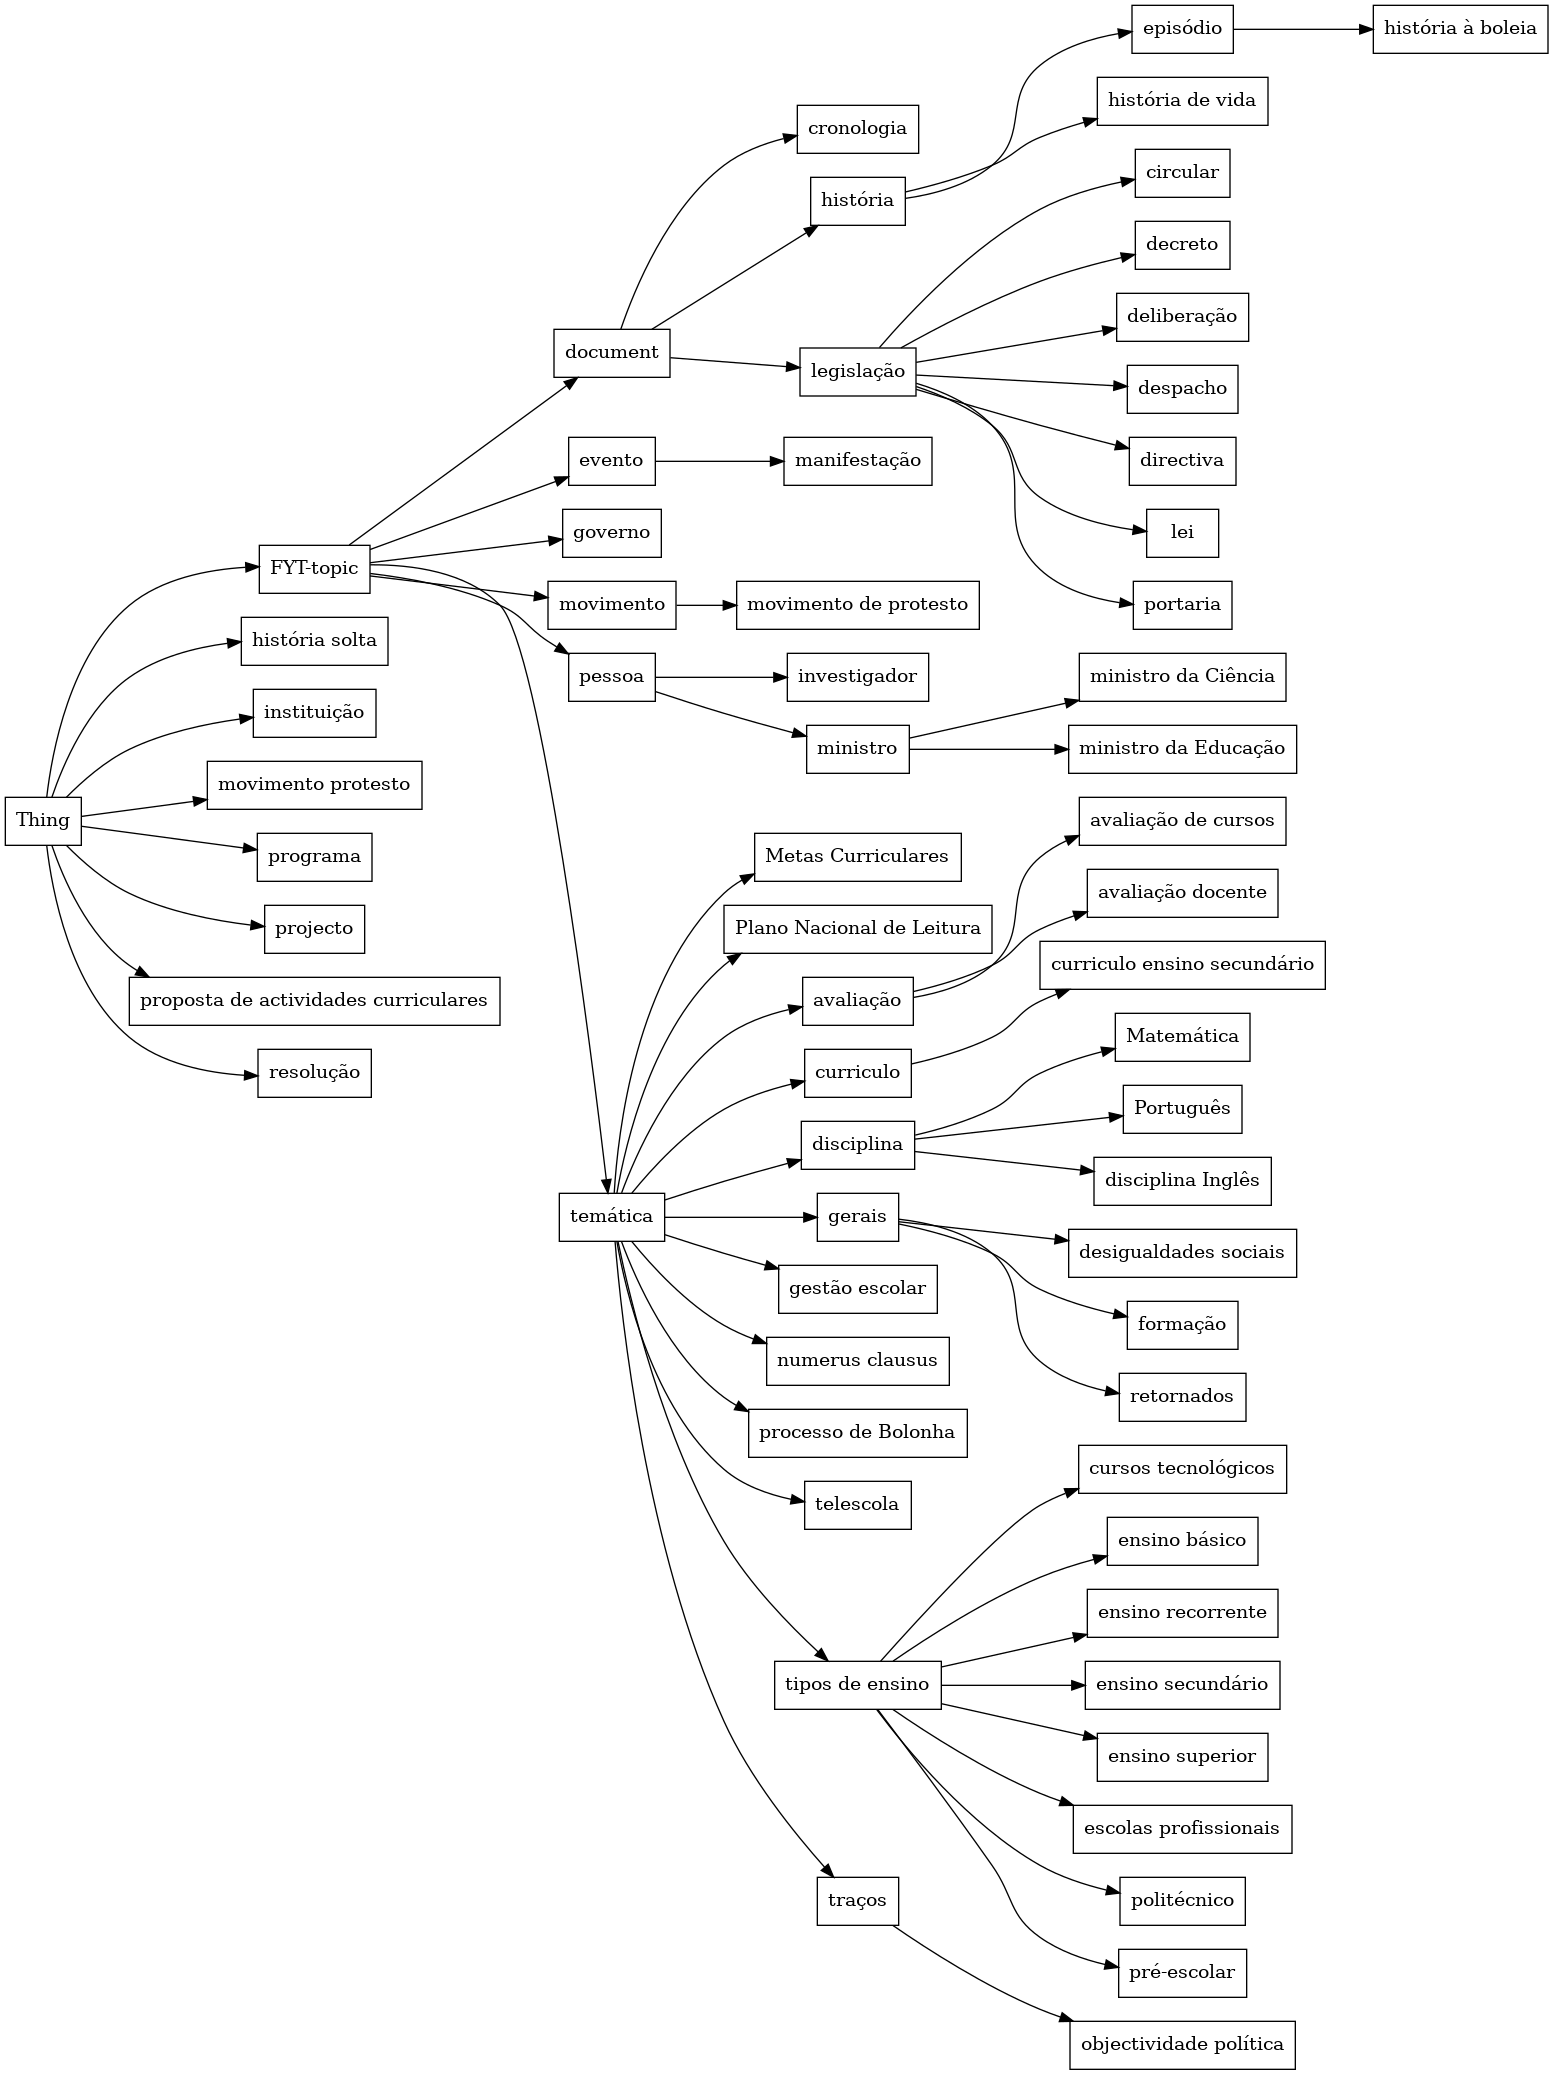 Thing
FYT-topic
história solta
instituição
movimento protesto
programa
projecto
proposta de actividades curriculares
resolução
document
evento
governo
movimento
pessoa
temática
cronologia
história
legislação
manifestação
movimento de protesto
investigador
ministro
Metas Curriculares
Plano Nacional de Leitura
avaliação
curriculo
disciplina
gerais
gestão escolar
numerus clausus
processo de Bolonha
telescola
tipos de ensino
traços
episódio
história de vida
circular
decreto
deliberação
despacho
directiva
lei
portaria
ministro da Ciência
ministro da Educação
avaliação de cursos
avaliação docente
curriculo ensino secundário
Matemática
Português
disciplina Inglês
desigualdades sociais
formação
retornados
cursos tecnológicos
ensino básico
ensino recorrente
ensino secundário
ensino superior
escolas profissionais
politécnico
pré-escolar
objectividade política
história à boleia